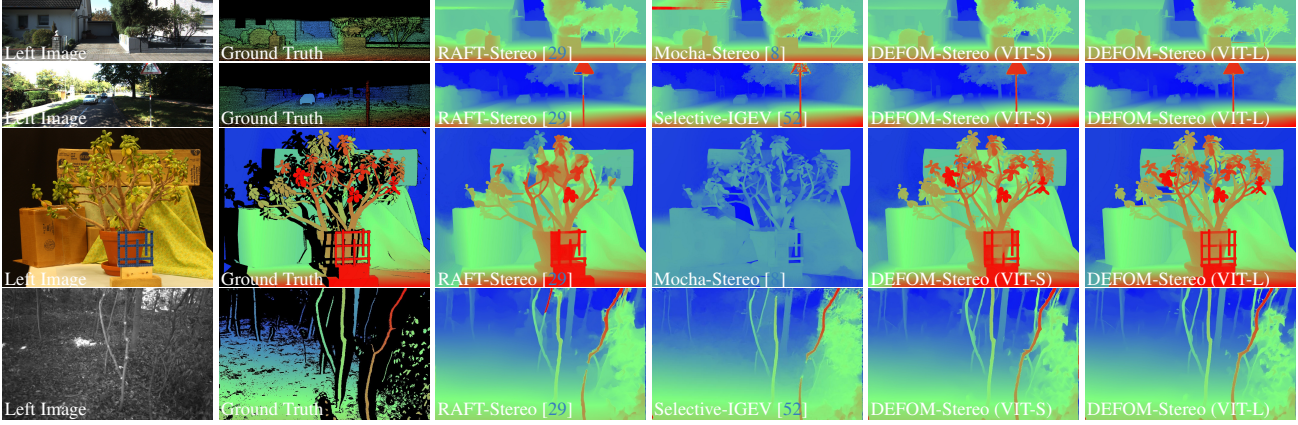 Left Image Ground Truth RAFT-Stereo [29] Mocha-Stereo [8] DEFOM-Stereo (VIT-S) DEFOM-Stereo (VIT-L)
Left Image Ground Truth RAFT-Stereo [29] Selective-IGEV [52] DEFOM-Stereo (VIT-S) DEFOM-Stereo (VIT-L)
Left Image Ground Truth RAFT-Stereo [29] Mocha-Stereo [ ] DEFOM-Stereo (VIT-S) DEFOM-Stereo (VIT-L)
Left Image Ground Truth RAFT-Stereo [29] Selective-IGEV [52] DEFOM-Stereo (VIT-S) DEFOM-Stereo (VIT-L)